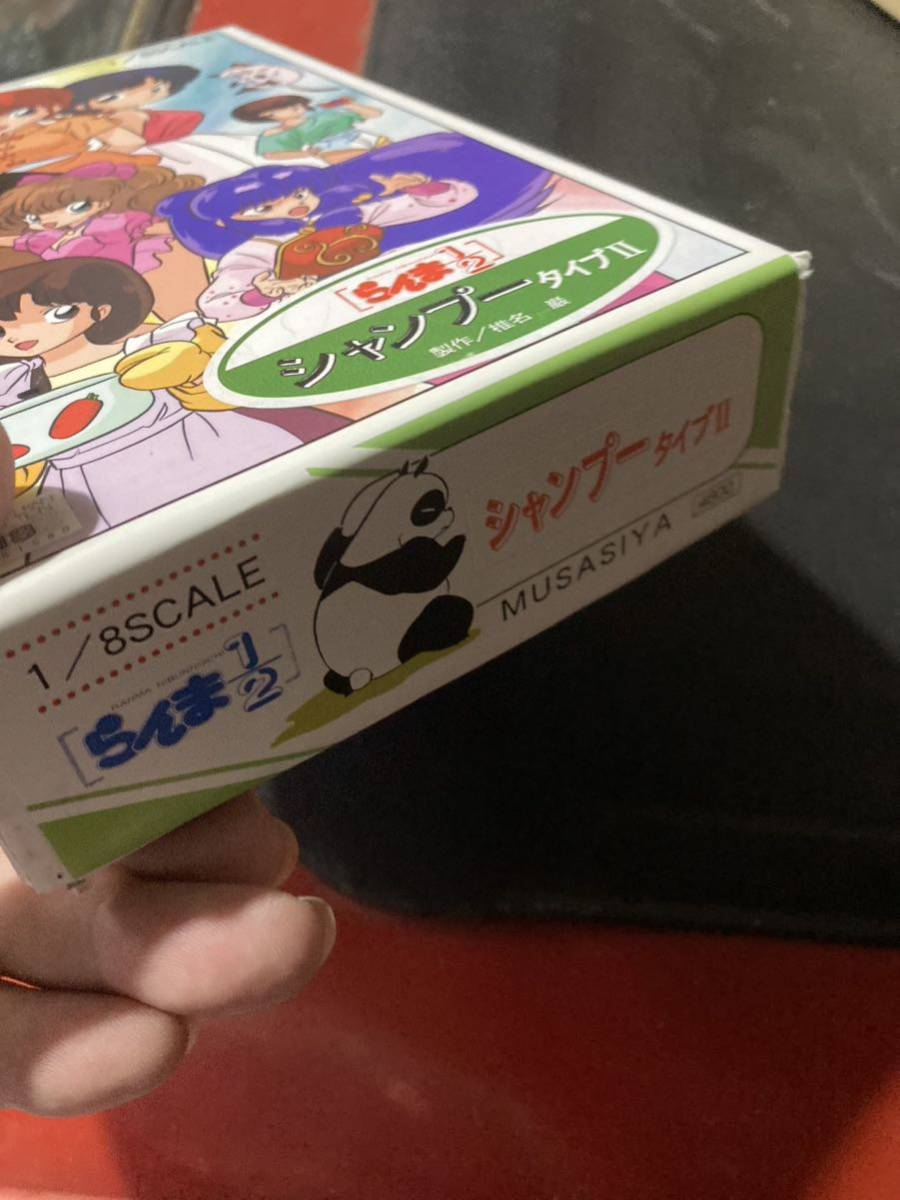 らんま1/2
シャンプー タイプII
製作/椎名 巌
1/8SCALE
RANMA NIBUNNOICHI
らんま1/2
シャンプー タイプII
MUSASIYA